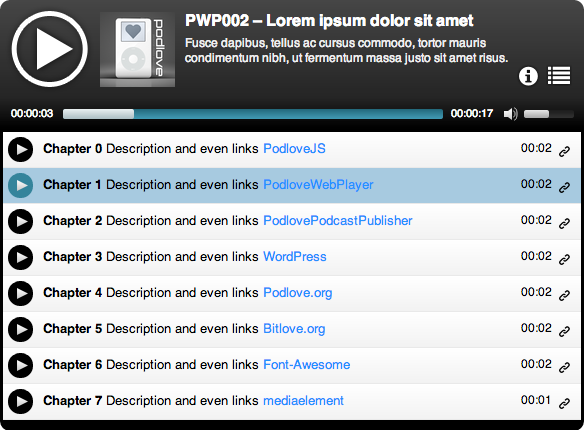 podlove
PWP002 – Lorem ipsum dolor sit amet
Fusce dapibus, tellus ac cursus commodo, tortor mauris
condimentum nibh, ut fermentum massa justo sit amet risus.
00:00:03 00:00:17
Chapter 0 Description and even links PodloveJS 00:02
Chapter 1 Description and even links PodloveWebPlayer 00:02
Chapter 2 Description and even links PodlovePodcastPublisher 00:02
Chapter 3 Description and even links WordPress 00:02
Chapter 4 Description and even links Podlove.org 00:02
Chapter 5 Description and even links Bitlove.org 00:02
Chapter 6 Description and even links Font-Awesome 00:02
Chapter 7 Description and even links mediaelement 00:01